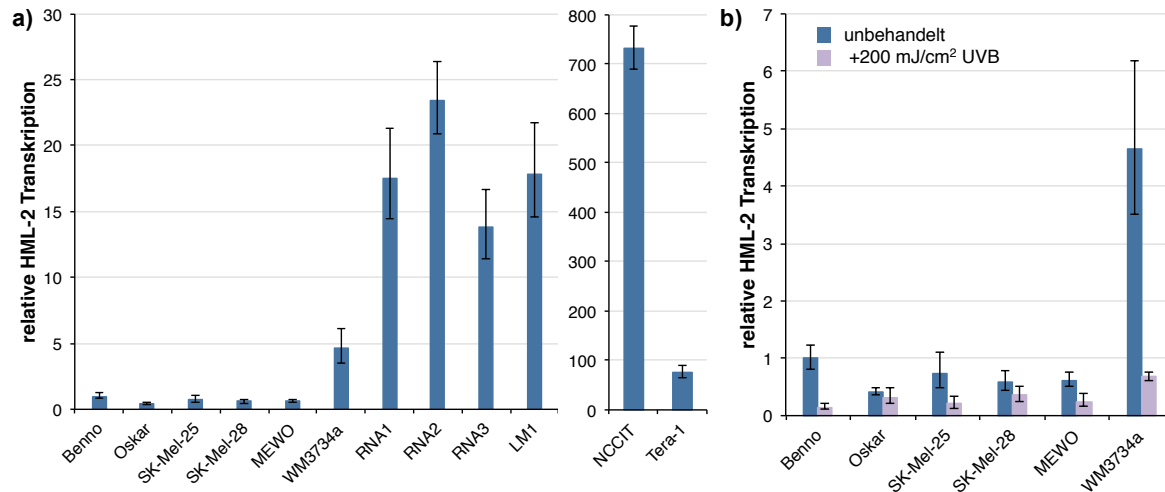 a)
relative HML-2 Transkription
30
25
20
15
10
5
0
Benno
Oskar
SK-Mel-25
SK-Mel-28
MEWO
WM3734a
RNA1
RNA2
RNA3
LM1
800
700
600
500
400
300
200
100
0
NCCIT
Tera-1
b)
relative HML-2 Transkription
7
6
5
4
3
2
1
0
unbehandelt
+200 mJ/cm² UVB
Benno
Oskar
SK-Mel-25
SK-Mel-28
MEWO
WM3734a